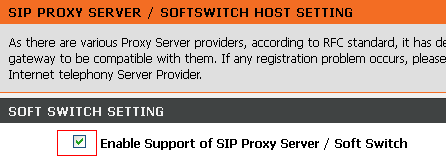 SIP PROXY SERVER / SOFTSWITCH HOST SETTING
As there are various Proxy Server providers, according to RFC standard, it has
gateway to be compatible with them. If any registration problem occurs, please
Internet telephony Server Provider.
SOFT SWITCH SETTING
Enable Support of SIP Proxy Server / Soft Switch